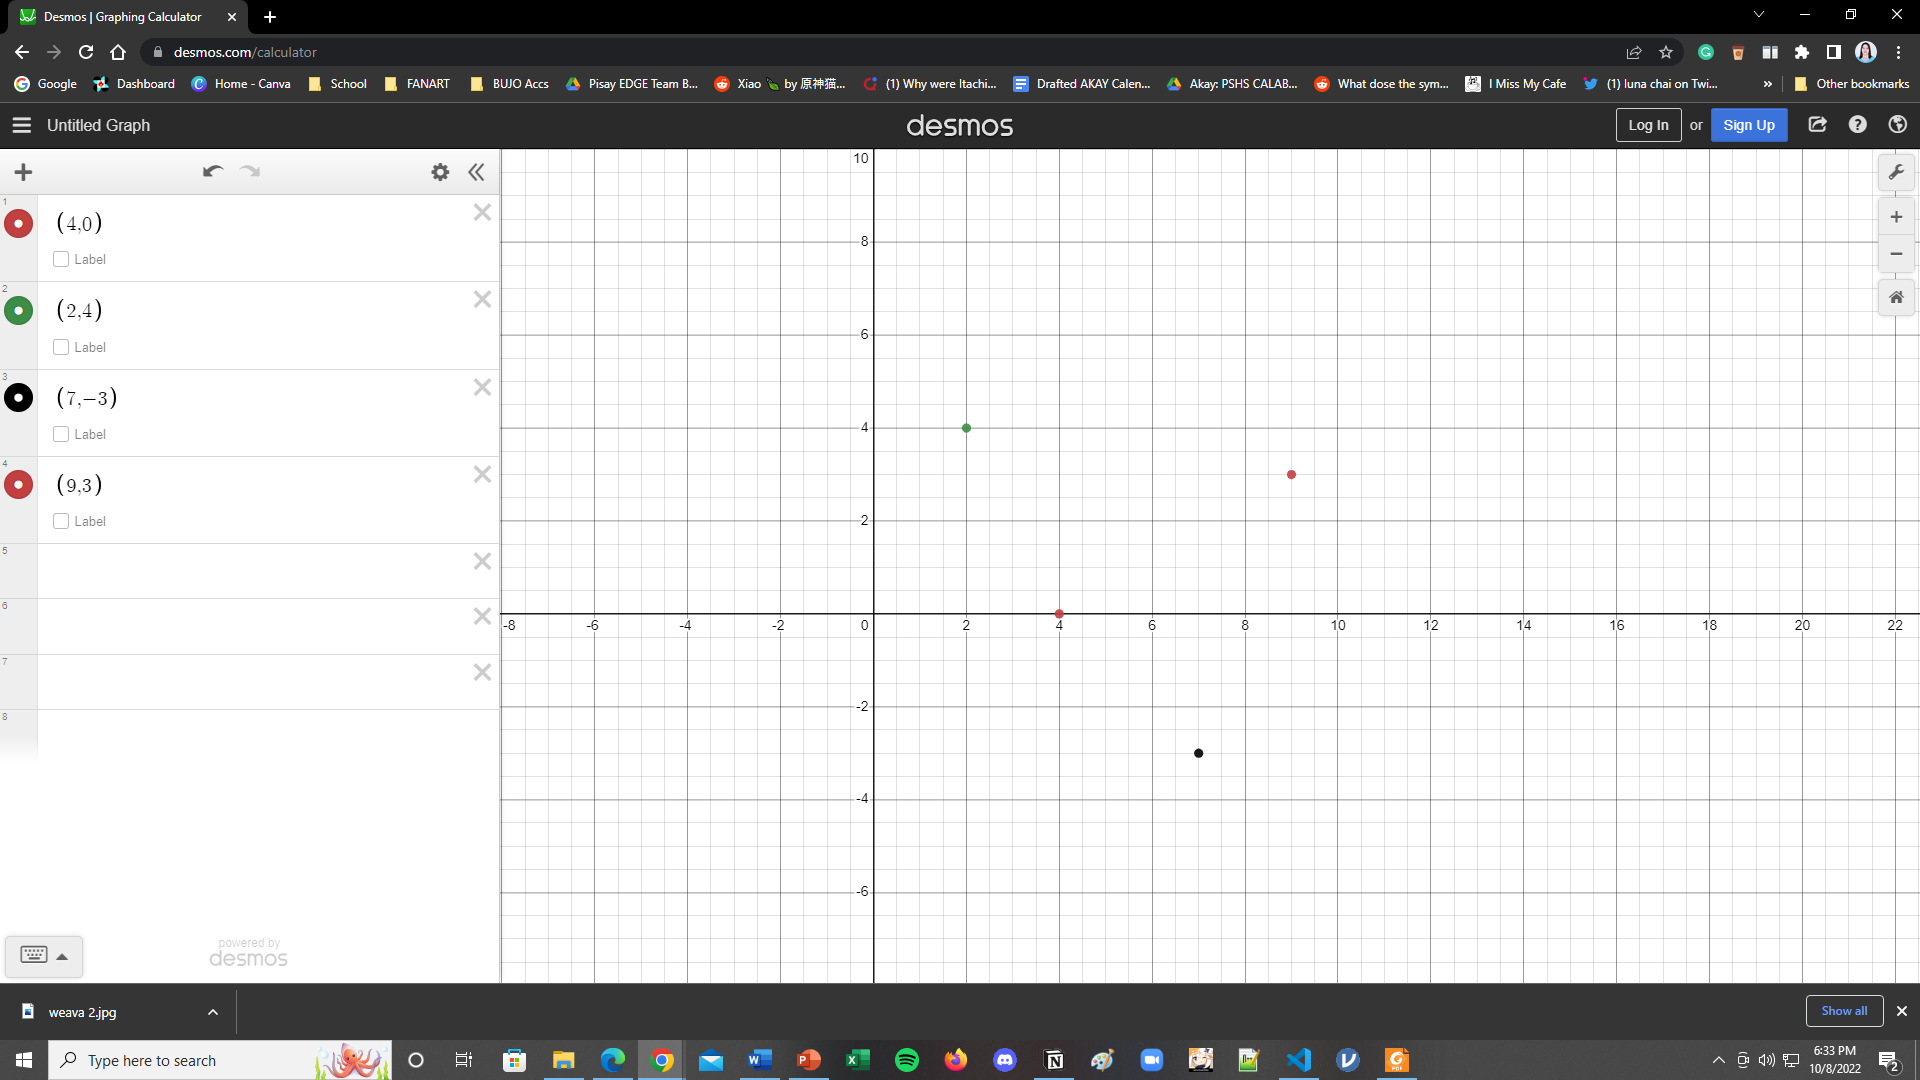 Desmos | Graphing Calculator
desmos.com/calculator
Google
Dashboard
Home - Canva
School
FANART
BUJO Accs
Pisay EDGE Team B...
Xiao 🍃 by 原神猫...
(1) Why were Itachi...
Drafted AKAY Calen...
Akay: PSHS CALAB...
What dose the sym...
I Miss My Cafe
(1) luna chai on Twi...
»
Other bookmarks
Untitled Graph
desmos
Log In or Sign Up
1
(4,0)
Label
2
(2,4)
Label
3
(7,−3)
Label
4
(9,3)
Label
5
6
7
8
powered by
desmos
10
8
6
4
2
-8 -6 -4 -2 0 2 4 6 8 10 12 14 16 18 20 22
-2
-4
-6
weava 2.jpg
Show all
Type here to search
6:33 PM
10/8/2022
2